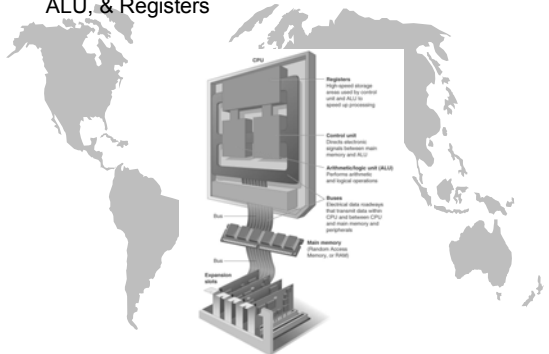 ALU, & Registers
CPU
Registers
High-speed storage
areas used by control
unit and ALU to
speed up processing
Control unit
Directs electronic
signals between main
memory and ALU
Arithmetic/logic unit (ALU)
Performs arithmetic
and logical operations
Buses
Electrical data roadways
that transmit data within
CPU and between CPU
and main memory and
peripherals
Bus
Main memory
(Random Access
Memory, or RAM)
Bus
Expansion
slots